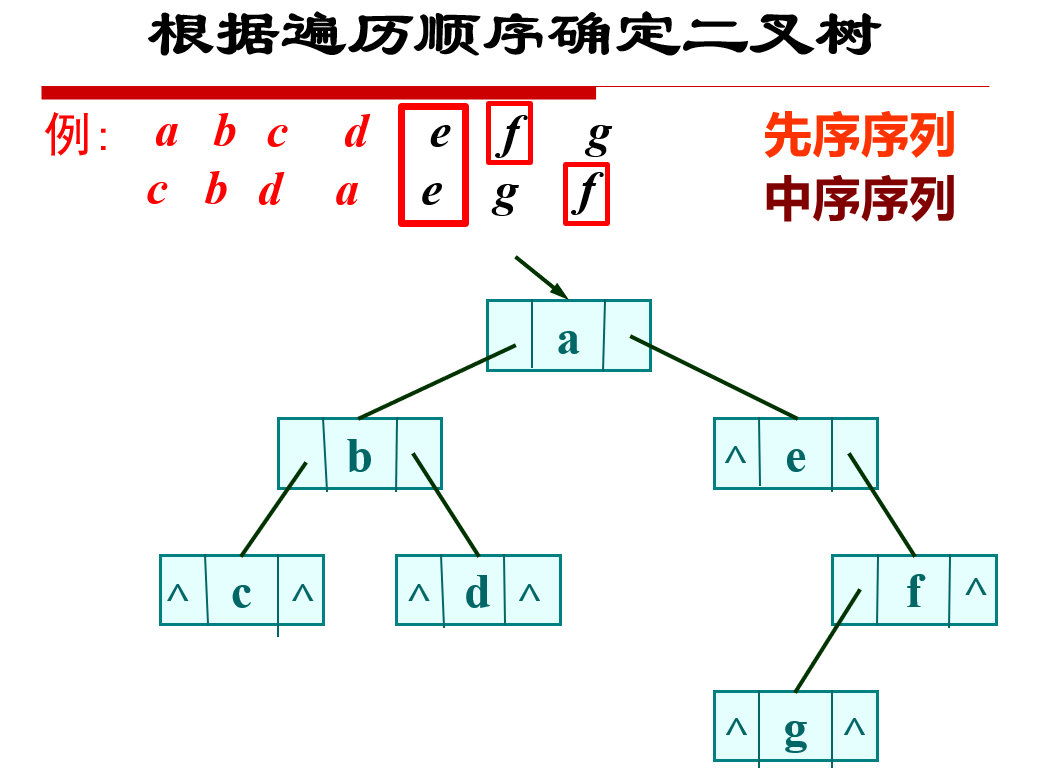 根据遍历顺序确定二叉树
例: a b c d e f g 先序序列
c b d a e g f 中序序列
a
b ^ e
^ c ^ ^ d ^ f ^
^ g ^